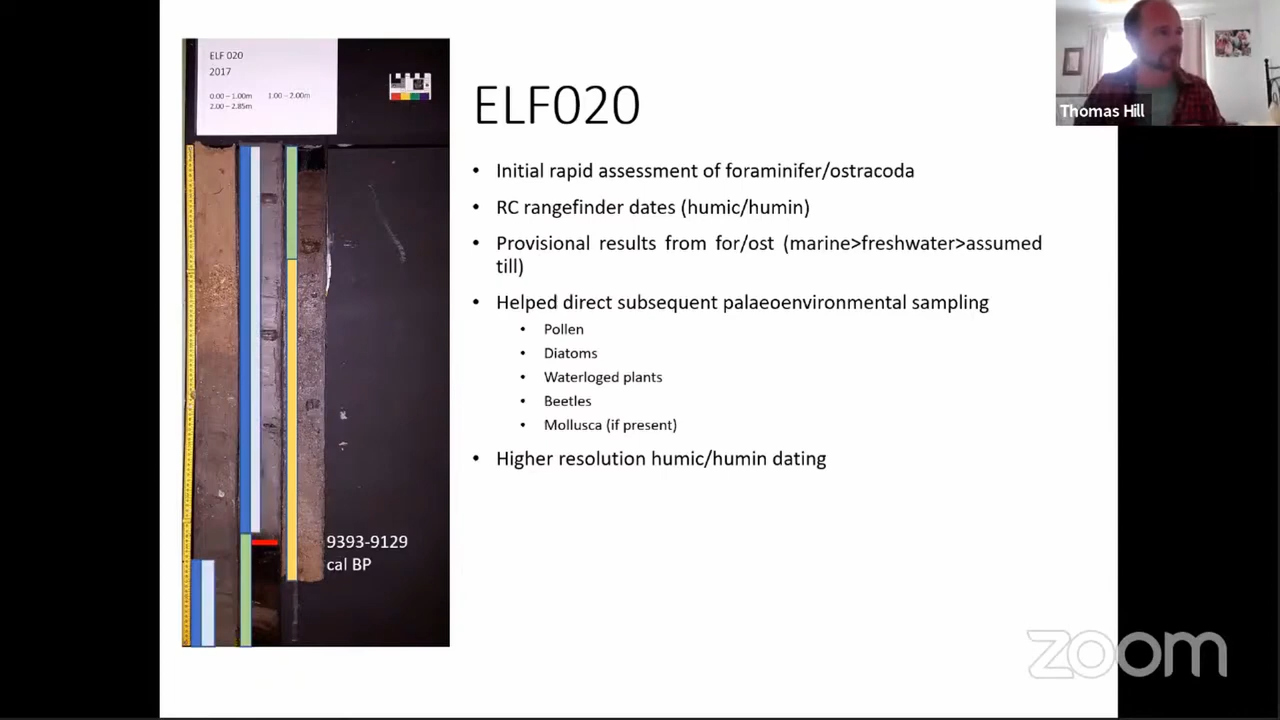 ELF 020
2017
0.00 – 1.00m 1.00 – 2.00m
2.00 – 2.85m
ELF020
• Initial rapid assessment of foraminifer/ostracoda
• RC rangefinder dates (humic/humin)
• Provisional results from for/ost (marine>freshwater>assumed
till)
• Helped direct subsequent palaeoenvironmental sampling
• Pollen
• Diatoms
• Waterloged plants
• Beetles
• Mollusca (if present)
• Higher resolution humic/humin dating
9393-9129
cal BP
Thomas Hill
zoom